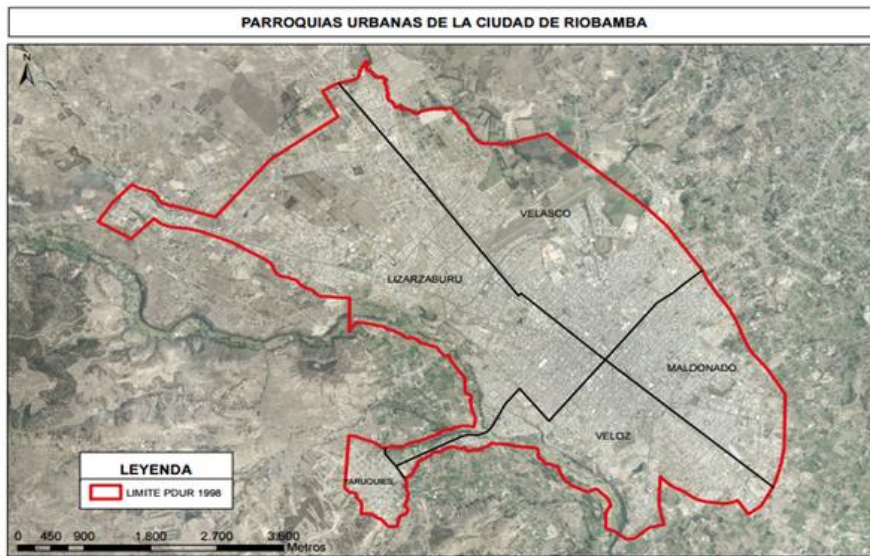 PARROQUIAS URBANAS DE LA CIUDAD DE RIOBAMBA
N
VELASCO
LIZARZABURU
MALDONADO
VELOZ
YARUQUIES
LEYENDA
LIMITE PDUR 1998
0 450 900 1.800 2.700 3.600
Metros